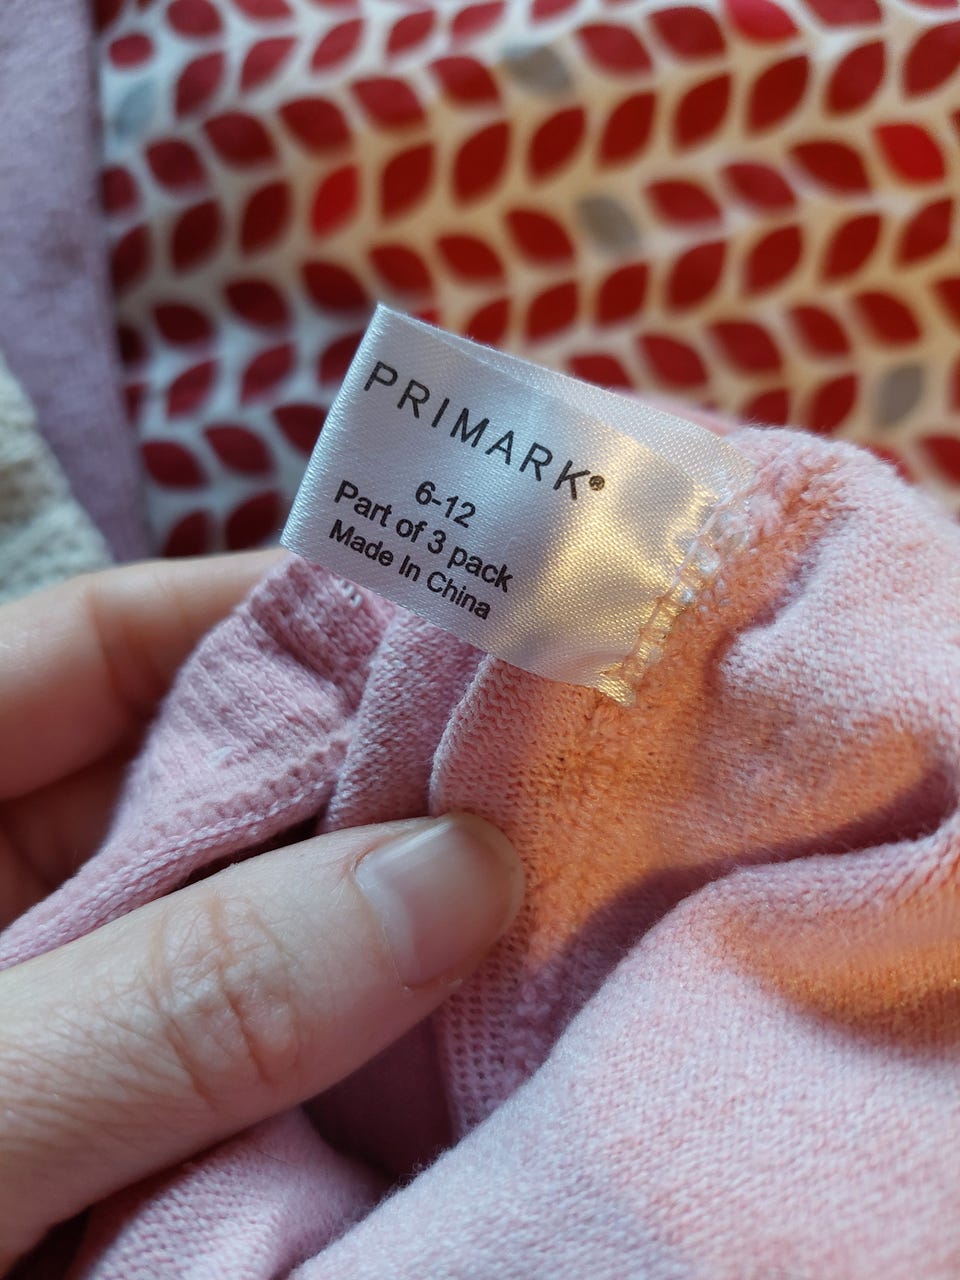 PRIMARK®
6-12
Part of 3 pack
Made In China